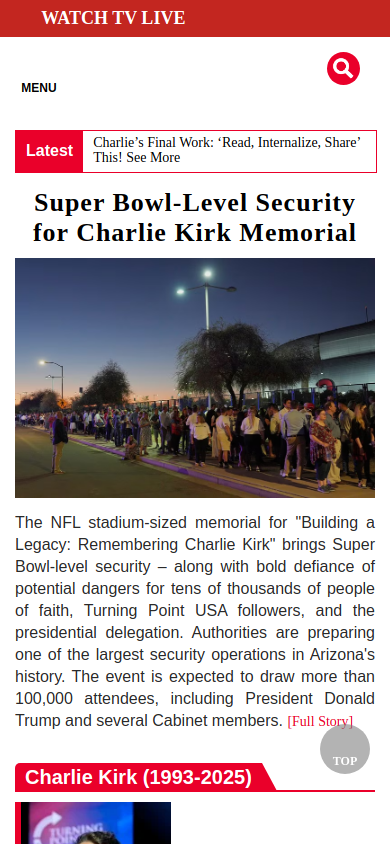 WATCH TV LIVE
MENU
Latest
Charlie’s Final Work: ‘Read, Internalize, Share’
This! See More
Super Bowl-Level Security
for Charlie Kirk Memorial
The NFL stadium-sized memorial for "Building a
Legacy: Remembering Charlie Kirk" brings Super
Bowl-level security – along with bold defiance of
potential dangers for tens of thousands of people
of faith, Turning Point USA followers, and the
presidential delegation. Authorities are preparing
one of the largest security operations in Arizona's
history. The event is expected to draw more than
100,000 attendees, including President Donald
Trump and several Cabinet members. [Full Story]
TOP
Charlie Kirk (1993-2025)
TURNING